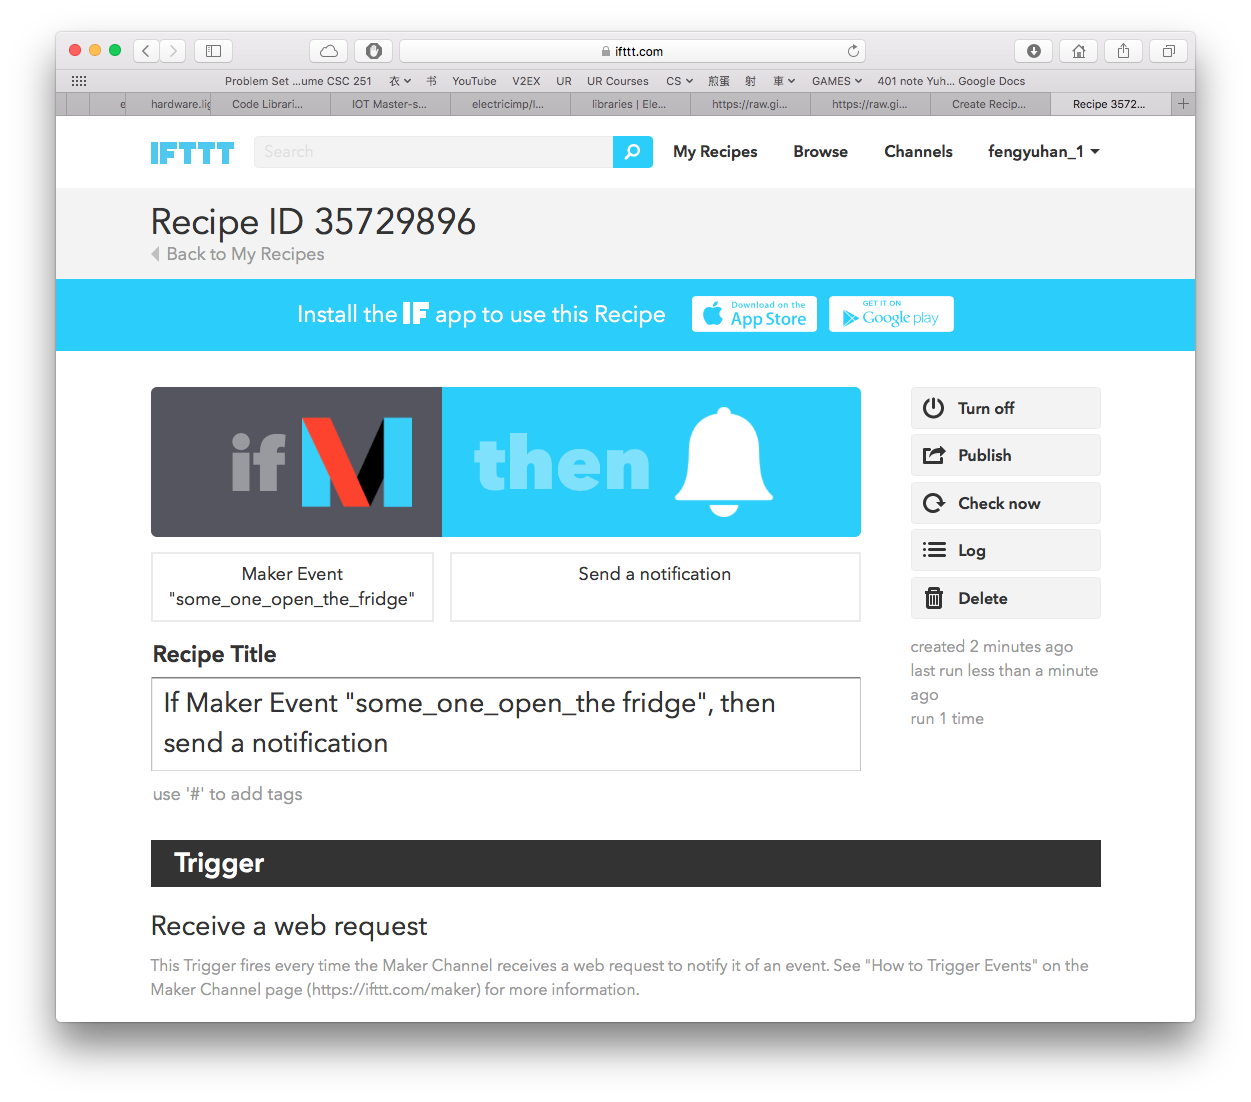 ifttt.com
Problem Set ...ume CSC 251 衣 书 YouTube V2EX UR UR Courses CS 煎蛋 射 車 GAMES 401 note Yuh... Google Docs
e hardware.lig Code Librari... IOT Master-s... electricimp/I... libraries | Ele... https://raw.gi... https://raw.gi... Create Recip... Recipe 3572...
IFTTT Search My Recipes Browse Channels fengyuhan_1
Recipe ID 35729896
Back to My Recipes
Install the IF app to use this Recipe
Download on the
App Store
GET IT ON
Google play
if M then
Maker Event
"some_one_open_the_fridge"
Send a notification
Turn off
Publish
Check now
Log
Delete
created 2 minutes ago
last run less than a minute
ago
run 1 time
Recipe Title
If Maker Event "some_one_open_the fridge", then
send a notification
use '#' to add tags
Trigger
Receive a web request
This Trigger fires every time the Maker Channel receives a web request to notify it of an event. See "How to Trigger Events" on the
Maker Channel page (https://ifttt.com/maker) for more information.